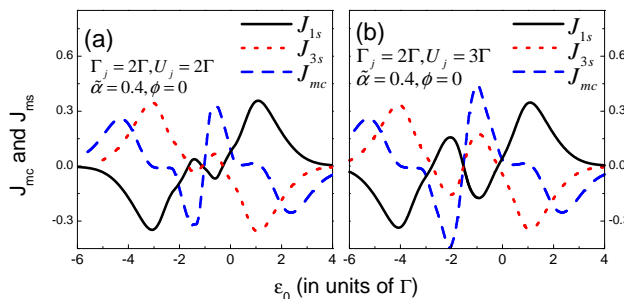 (a)
J1s
J3s
Jmc
Γj = 2Γ, Uj = 2Γ
α̃ = 0.4, ϕ = 0
(b)
J1s
J3s
Jmc
Γj = 2Γ, Uj = 3Γ
α̃ = 0.4, ϕ = 0
Jmc and Jms
0.6
0.3
0.0
-0.3
0.6
0.3
0.0
-0.3
-6 -4 -2 0 2 4
-6 -4 -2 0 2 4
ε0 (in units of Γ)